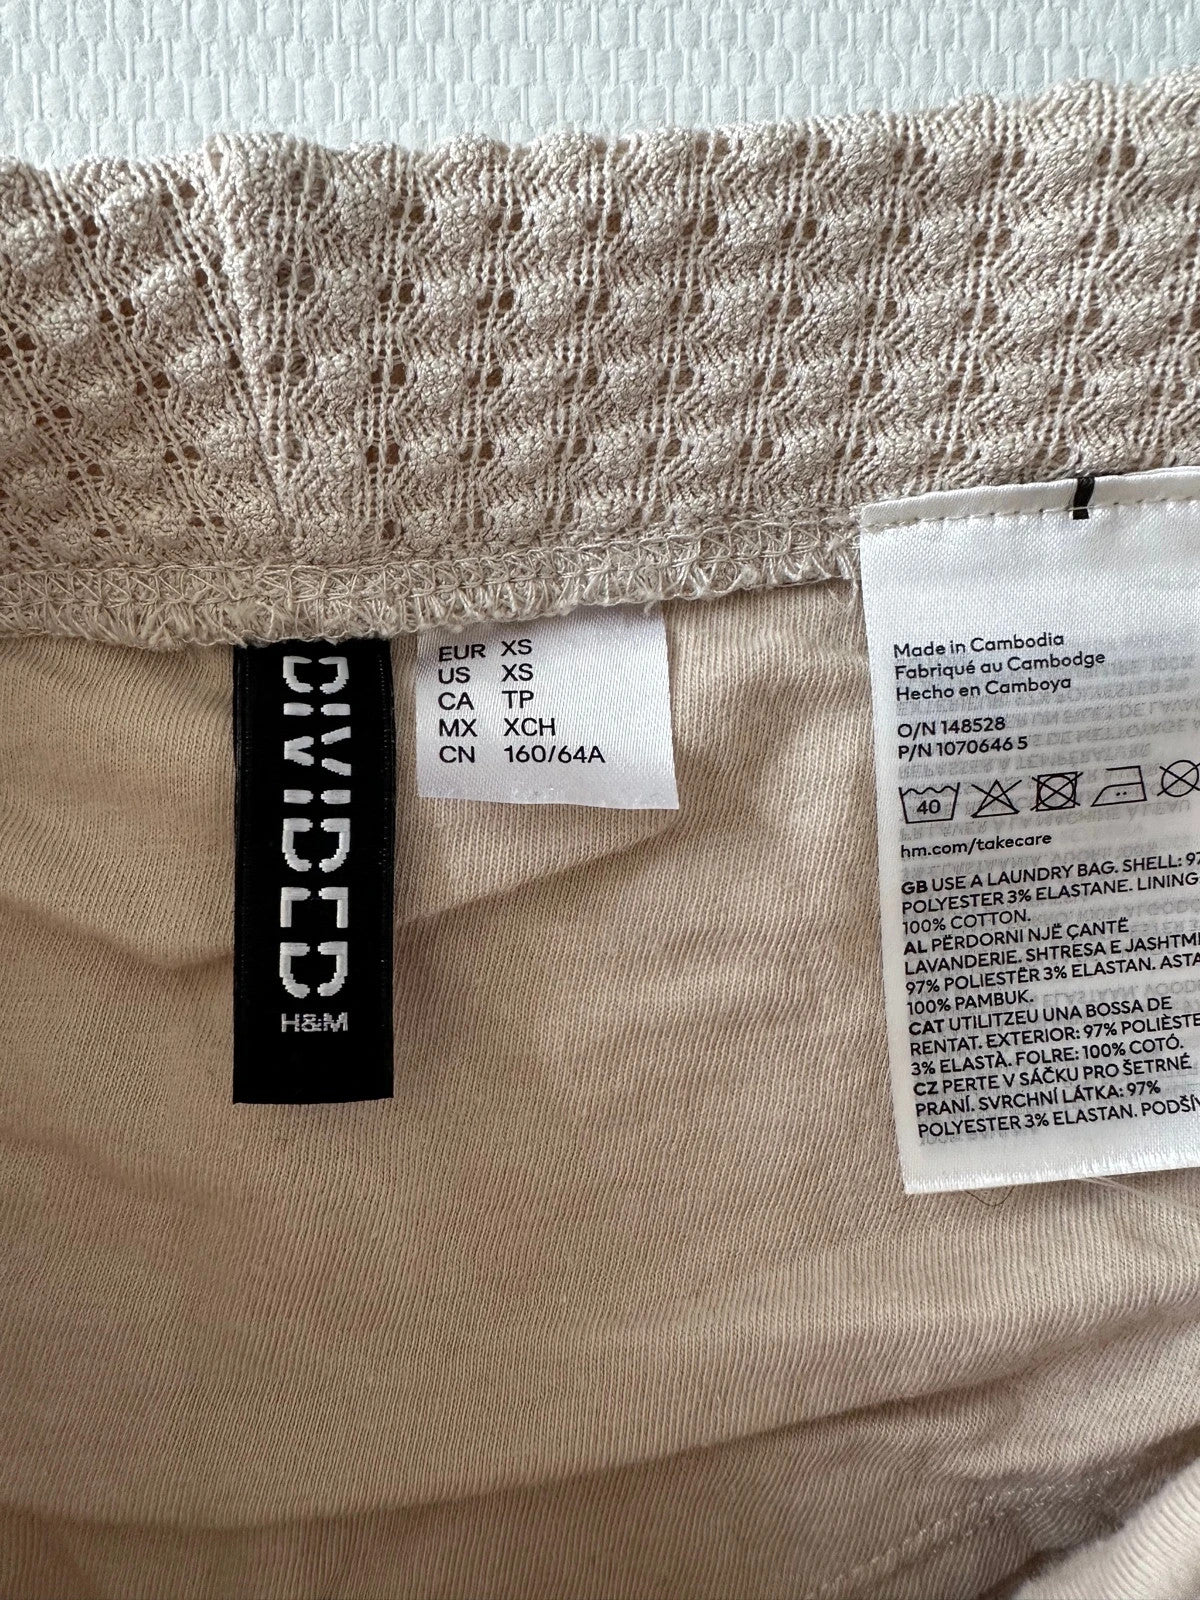 DIVIDED
H&M
EUR XS
US XS
CA TP
MX XCH
CN 160/64A
Made in Cambodia
Fabriqué au Cambodge
Hecho en Camboya
O/N 148528
P/N 1070646 5
40
hm.com/takecare
GB USE A LAUNDRY BAG. SHELL: 97
POLYESTER 3% ELASTANE. LINING
100% COTTON.
AL PËRDORNI NJË ÇANTË
LAVANDERIE. SHTRESA E JASHTM
97% POLIESTËR 3% ELASTAN. ASTA
100% PAMBUK.
CAT UTILITZEU UNA BOSSA DE
RENTAT. EXTERIOR: 97% POLIÈSTE
3% ELASTÀ. FOLRE: 100% COTÓ.
CZ PERTE V SÁČKU PRO ŠETRNÉ
PRANÍ. SVRCHNÍ LÁTKA: 97%
POLYESTER 3% ELASTAN. PODŠÍV